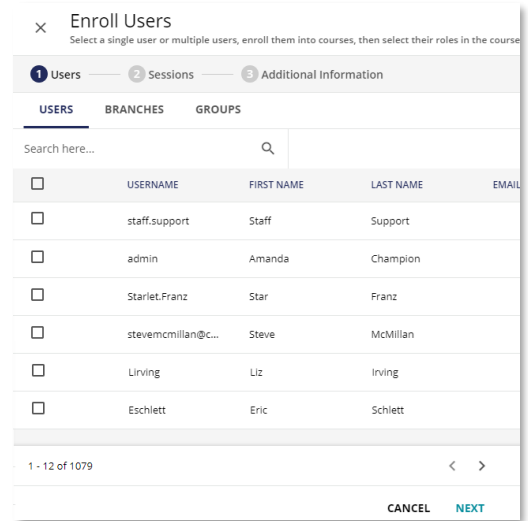 Enroll Users
Select a single user or multiple users, enroll them into courses, then select their roles in the course
1 Users 2 Sessions 3 Additional Information
USERS BRANCHES GROUPS
Search here...
USERNAME FIRST NAME LAST NAME EMAIL
staff.support Staff Support
admin Amanda Champion
Starlet.Franz Star Franz
stevemcmillan@c... Steve McMillan
Lirving Liz Irving
Eschlett Eric Schlett
1 - 12 of 1079
CANCEL NEXT